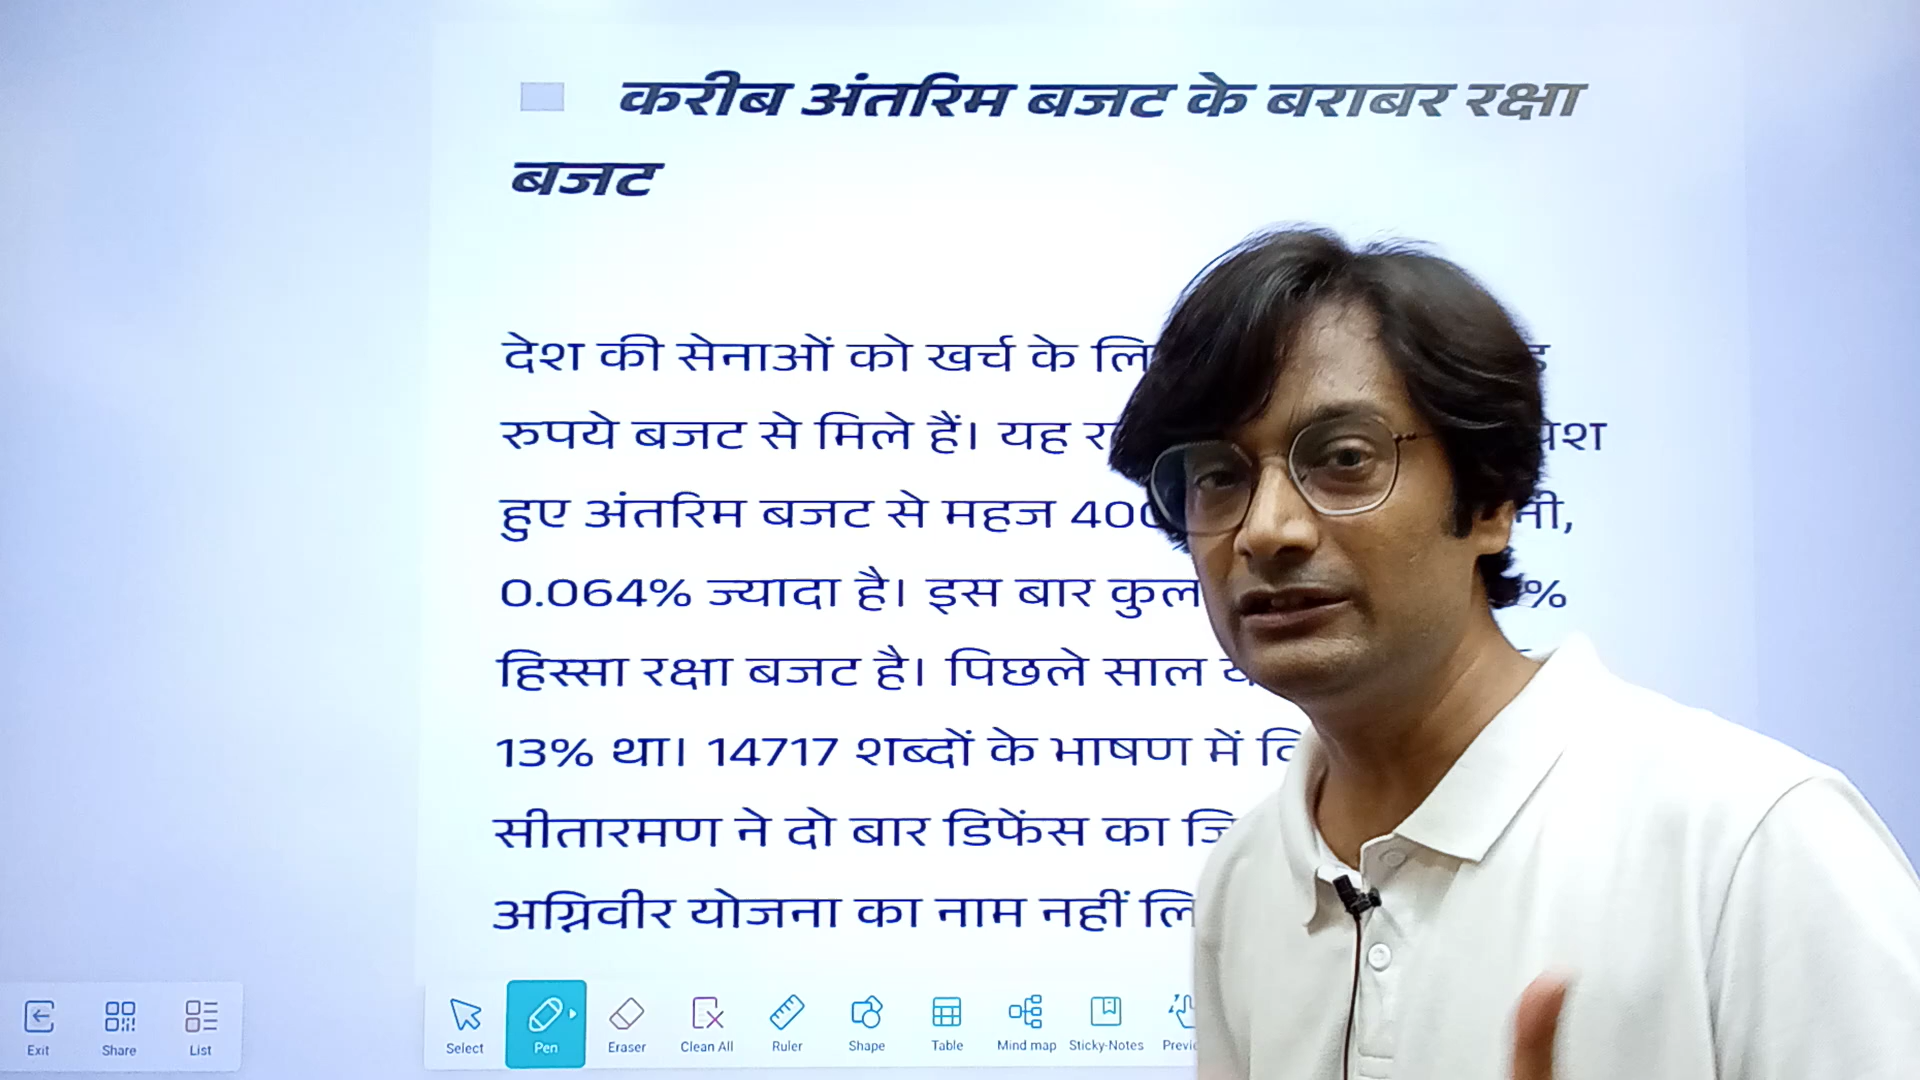 करीब अंतरिम बजट के बराबर रक्षा
बजट
देश की सेनाओं को खर्च के
रुपये बजट से मिले हैं। यह
हुए अंतरिम बजट से महज
0.064% ज्यादा है। इस बार कुल
हिस्सा रक्षा बजट है। पिछले साल
13% था। 14717 शब्दों के भाषण में
सीतारमण ने दो बार डिफेंस का
अग्निवीर योजना का नाम नहीं
Exit Share List Select Pen Eraser Clean All Ruler Shape Table Mind map Sticky-Notes